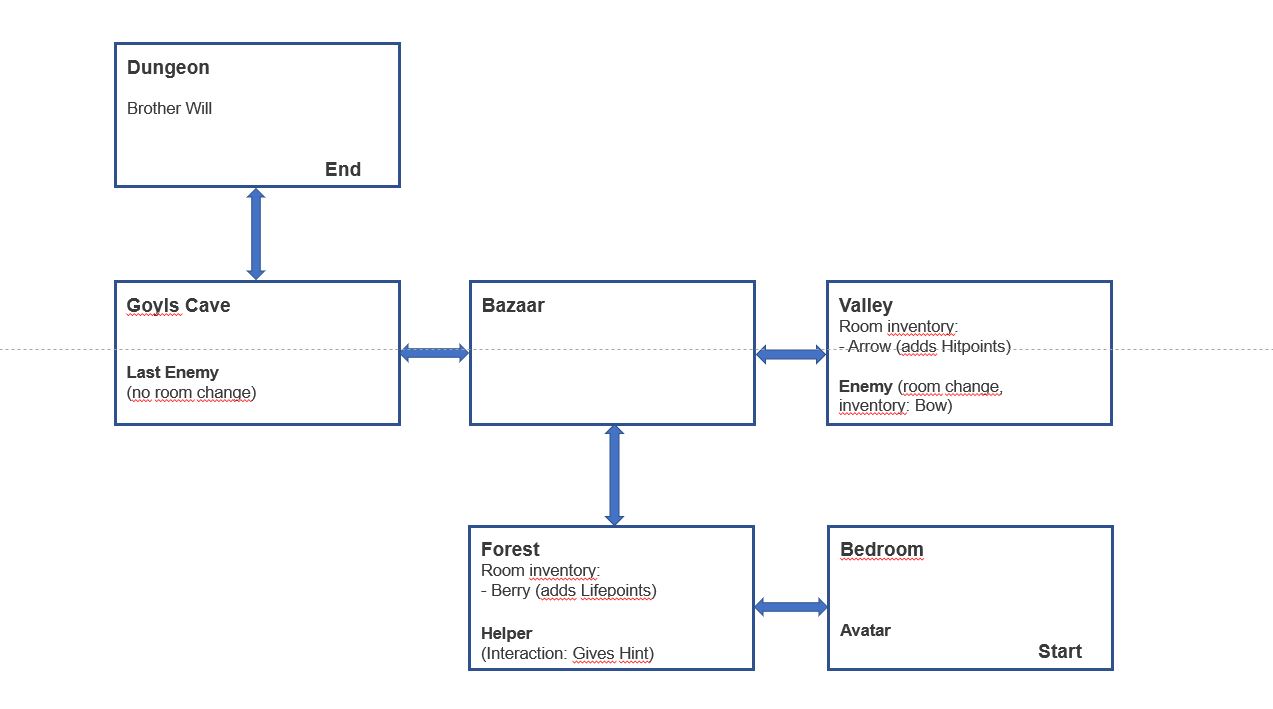 Dungeon
Brother Will
End
Goyls Cave
Last Enemy
(no room change)
Bazaar
Valley
Room inventory:
- Arrow (adds Hitpoints)
Enemy (room change,
inventory: Bow)
Forest
Room inventory:
- Berry (adds Lifepoints)
Helper
(Interaction: Gives Hint)
Bedroom
Avatar
Start